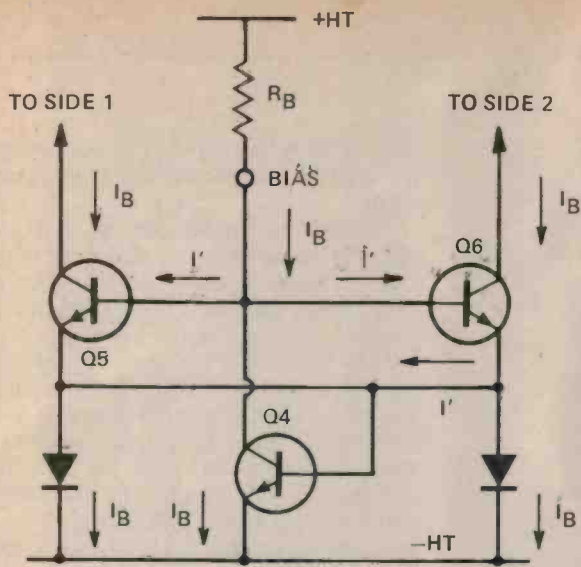 +HT
R_B
TO SIDE 1
TO SIDE 2
BIAS
I_B
I_B
I_B
I'
I'
Q6
Q5
I'
Q4
I_B
I_B
–HT
I_B